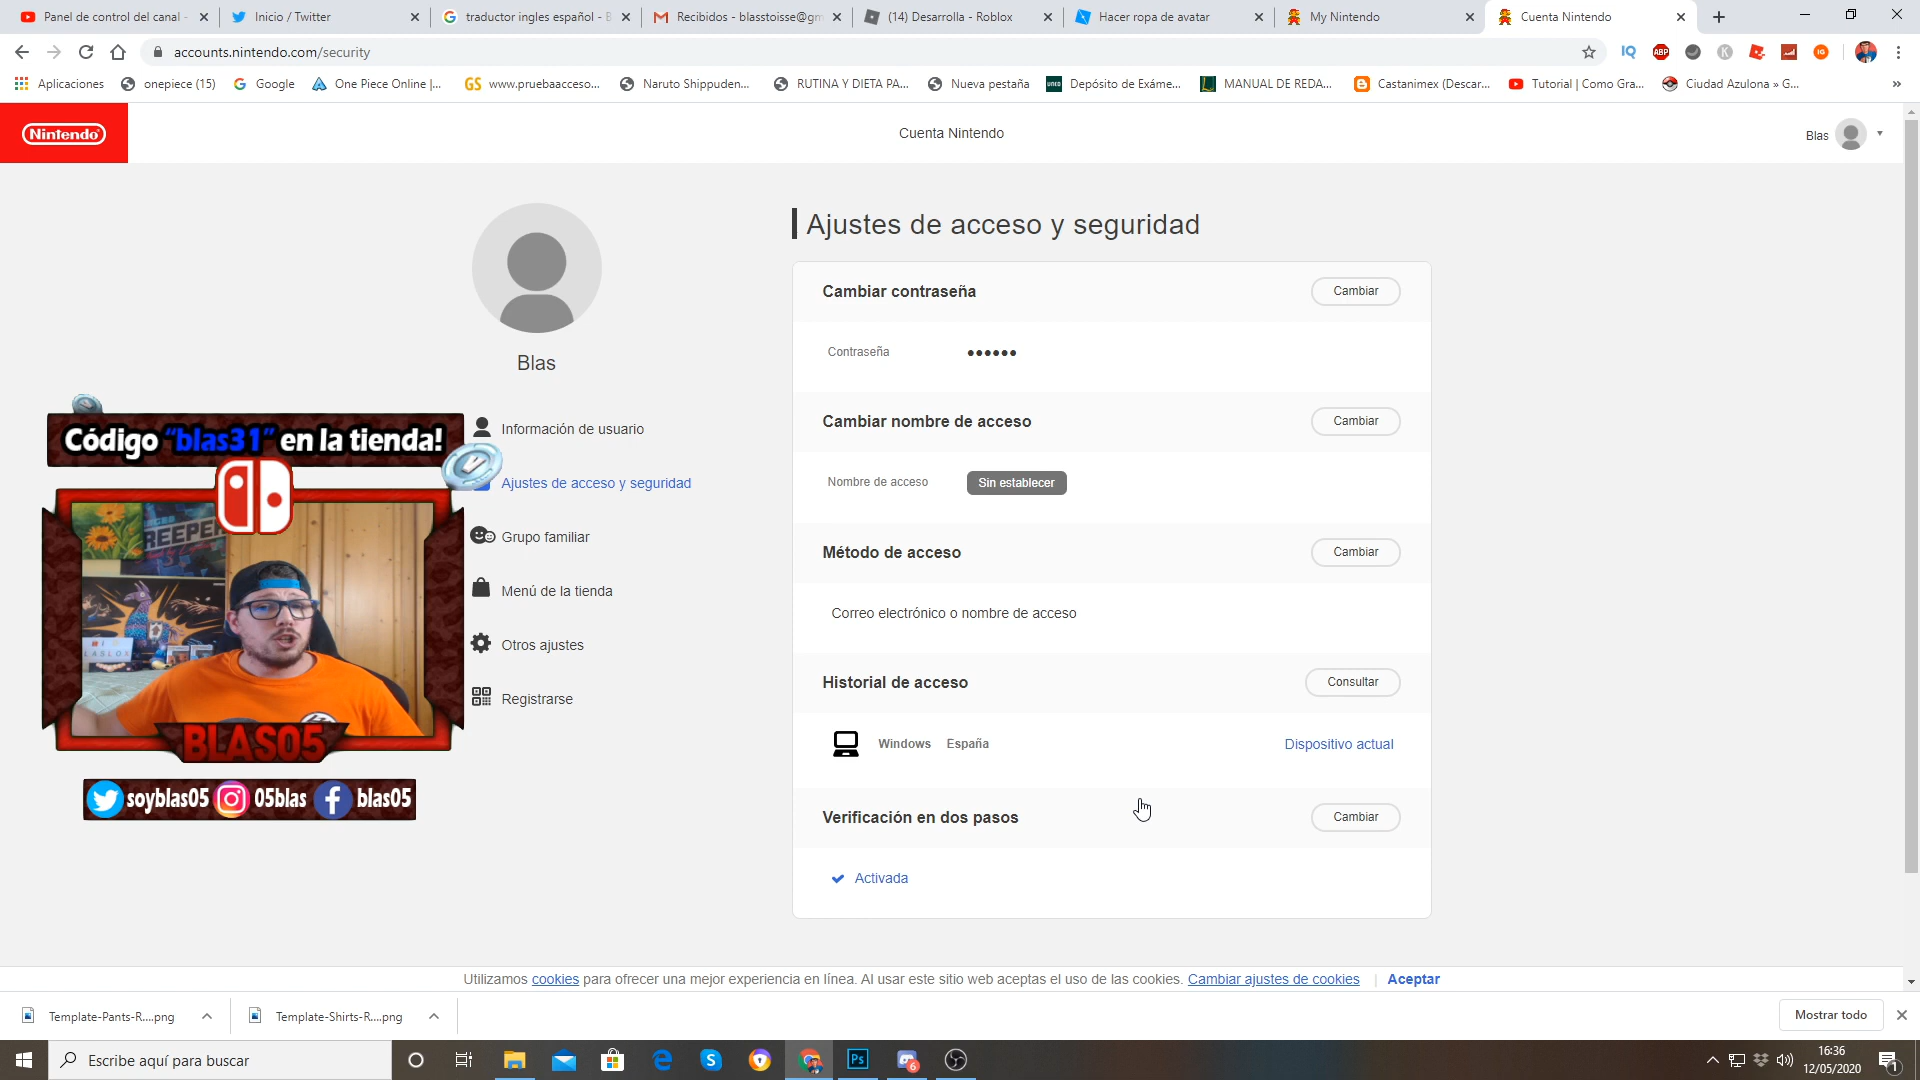 Panel de control del canal -
Inicio / Twitter
traductor ingles español - B
Recibidos - blasstoisse@gm
(14) Desarrolla - Roblox
Hacer ropa de avatar
My Nintendo
Cuenta Nintendo
accounts.nintendo.com/security
Aplicaciones
onepiece (15)
Google
One Piece Online |...
www.pruebaacceso...
Naruto Shippuden...
RUTINA Y DIETA PA...
Nueva pestaña
Depósito de Exáme...
MANUAL DE REDA...
Castanimex (Descar...
Tutorial | Como Gra...
Ciudad Azulona » G...
Nintendo
Cuenta Nintendo
Blas
Ajustes de acceso y seguridad
Blas
Información de usuario
Ajustes de acceso y seguridad
Grupo familiar
Menú de la tienda
Otros ajustes
Registrarse
Cambiar contraseña
Cambiar
Contraseña
••••••
Cambiar nombre de acceso
Cambiar
Nombre de acceso
Sin establecer
Método de acceso
Cambiar
Correo electrónico o nombre de acceso
Historial de acceso
Consultar
Windows España
Dispositivo actual
Verificación en dos pasos
Cambiar
Activada
Código "blas31" en la tienda!
REEPER
BLAS05
soyblas05 05blas blas05
Utilizamos cookies para ofrecer una mejor experiencia en línea. Al usar este sitio web aceptas el uso de las cookies. Cambiar ajustes de cookies | Aceptar
Template-Pants-R....png
Template-Shirts-R....png
Mostrar todo
Escribe aquí para buscar
Ps
6
16:36
12/05/2020
1